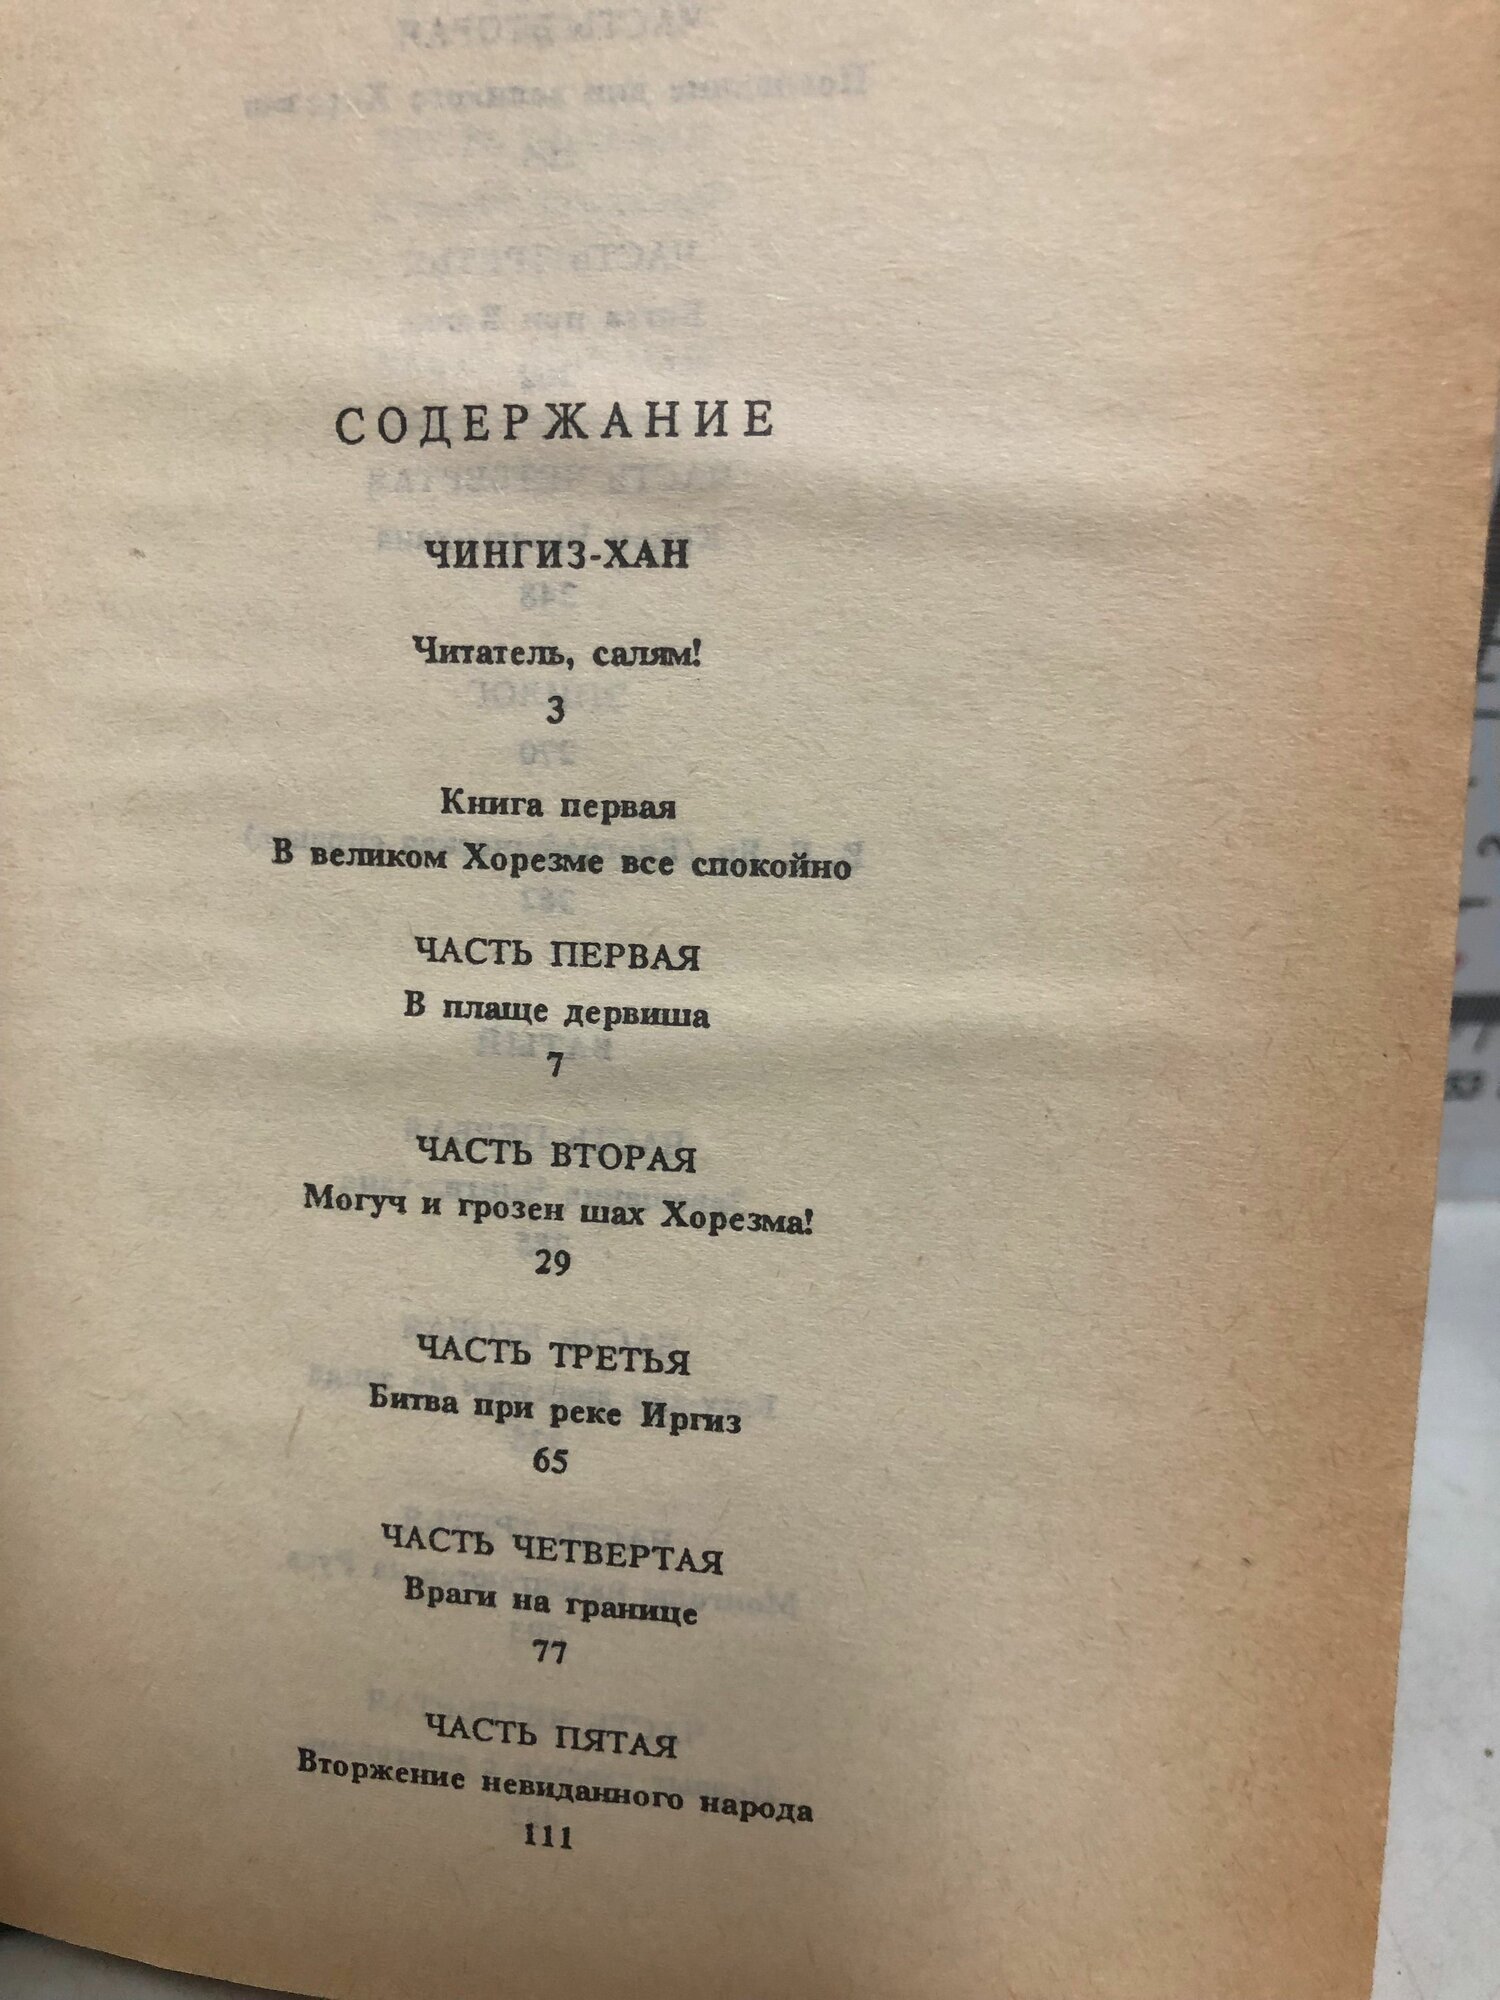 СОДЕРЖАНИЕ
ЧИНГИЗ-ХАН
Читатель, салям!
3
Книга первая
В великом Хорезме все спокойно
ЧАСТЬ ПЕРВАЯ
В плаще дервиша
7
ЧАСТЬ ВТОРАЯ
Могуч и грозен шах Хорезма!
29
ЧАСТЬ ТРЕТЬЯ
Битва при реке Иргиз
65
ЧАСТЬ ЧЕТВЕРТАЯ
Враги на границе
77
ЧАСТЬ ПЯТАЯ
Вторжение невиданного народа
111